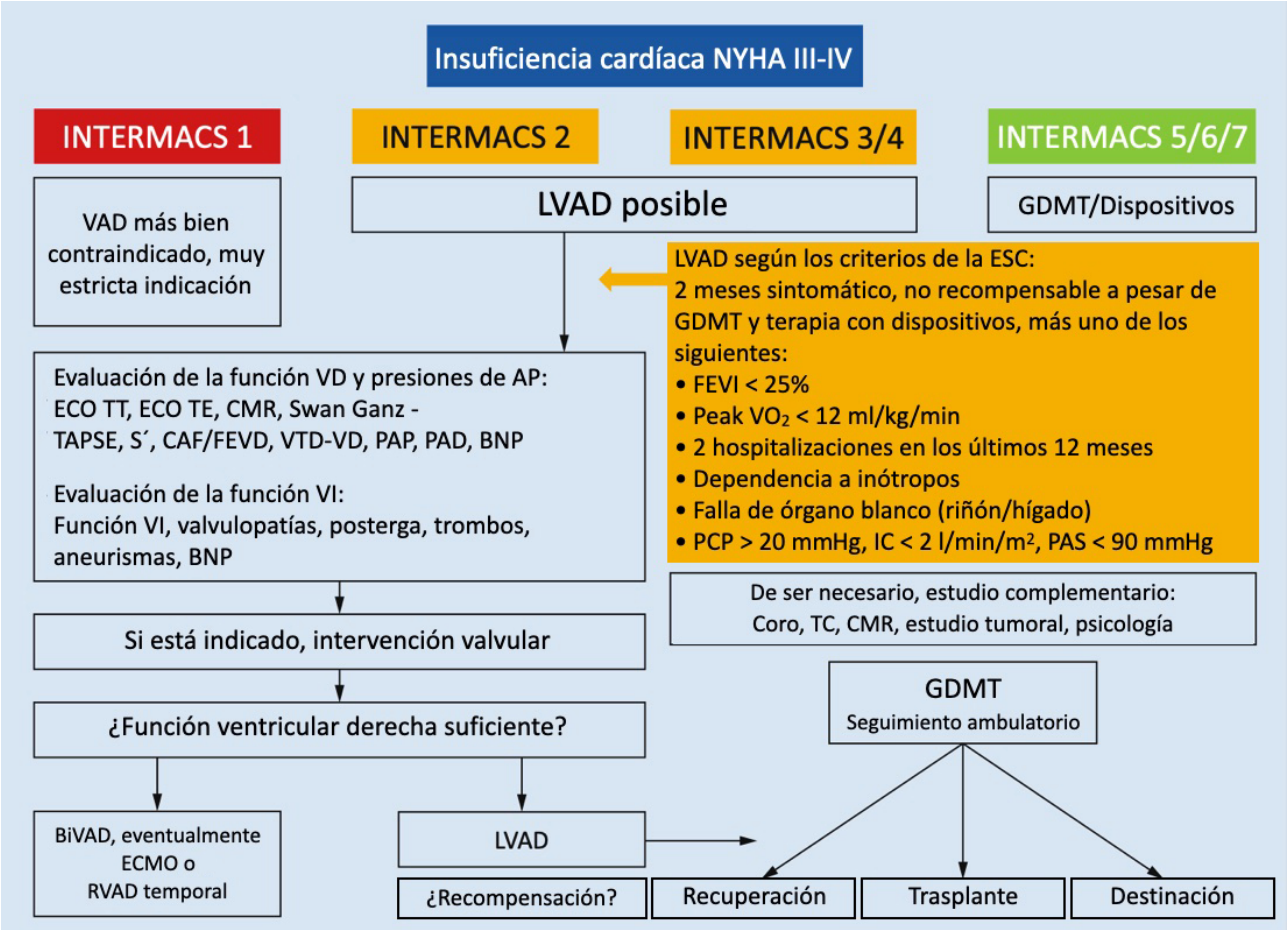 Insuficiencia cardíaca NYHA III-IV
INTERMACS 1
INTERMACS 2
INTERMACS 3/4
INTERMACS 5/6/7
VAD más bien
contraindicado, muy
estricta indicación
LVAD posible
GDMT/Dispositivos
LVAD según los criterios de la ESC:
2 meses sintomático, no recompensable a pesar de
GDMT y terapia con dispositivos, más uno de los
siguientes:
• FEVI < 25%
• Peak VO₂ < 12 ml/kg/min
• 2 hospitalizaciones en los últimos 12 meses
• Dependencia a inótropos
• Falla de órgano blanco (riñón/hígado)
• PCP > 20 mmHg, IC < 2 l/min/m², PAS < 90 mmHg
Evaluación de la función VD y presiones de AP:
ECO TT, ECO TE, CMR, Swan Ganz -
TAPSE, S´, CAF/FEVD, VTD-VD, PAP, PAD, BNP
Evaluación de la función VI:
Función VI, valvulopatías, posterga, trombos,
aneurismas, BNP
De ser necesario, estudio complementario:
Coro, TC, CMR, estudio tumoral, psicología
Si está indicado, intervención valvular
¿Función ventricular derecha suficiente?
GDMT
Seguimiento ambulatorio
BiVAD, eventualmente
ECMO o
RVAD temporal
LVAD
¿Recompensación?
Recuperación
Trasplante
Destinación